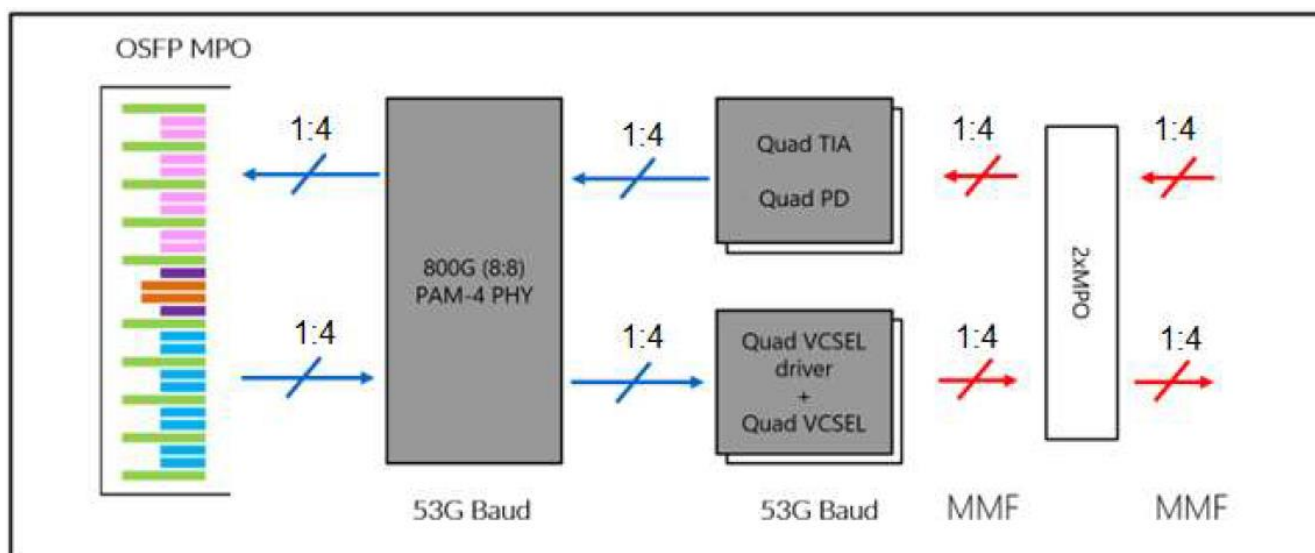 OSFP MPO
1:4
1:4
1:4
1:4
Quad TIA
Quad PD
800G (8:8)
PAM-4 PHY
2xMPO
1:4
1:4
1:4
1:4
Quad VCSEL
driver
+
Quad VCSEL
53G Baud
53G Baud
MMF
MMF